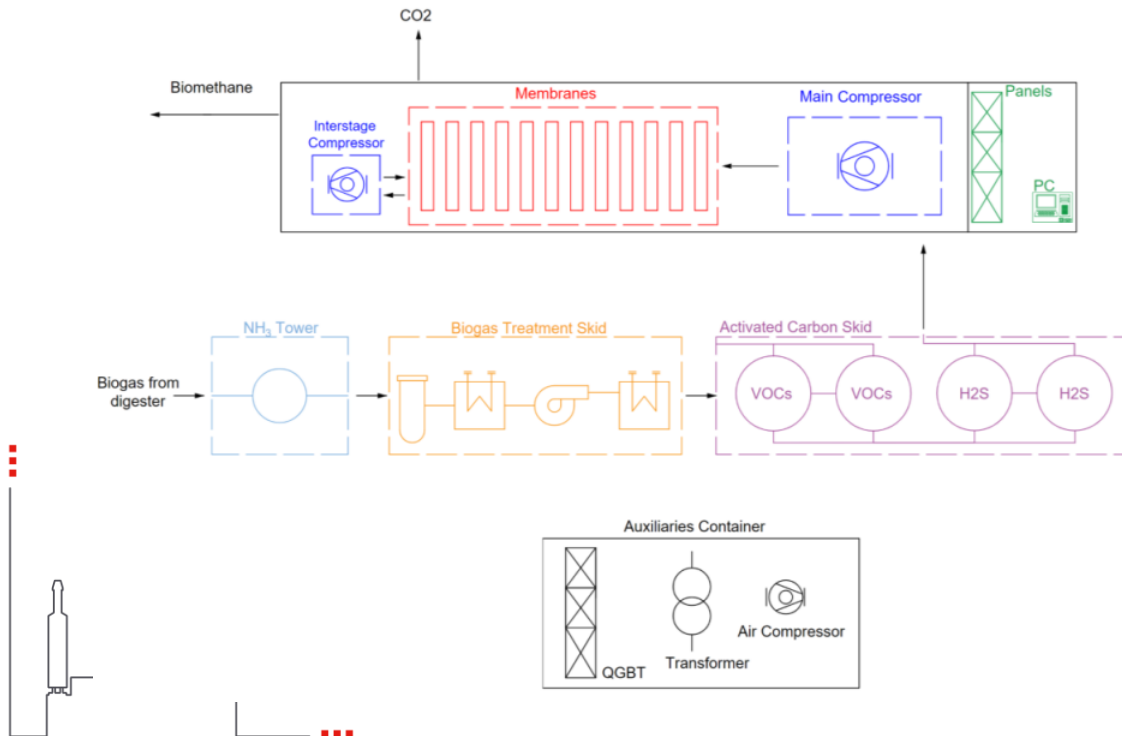 CO2
Biomethane
Membranes
Main Compressor
Panels
Interstage
Compressor
PC
NH₃ Tower
Biogas Treatment Skid
Activated Carbon Skid
Biogas from
digester
VOCs
VOCs
H2S
H2S
Auxiliaries Container
Air Compressor
Transformer
QGBT